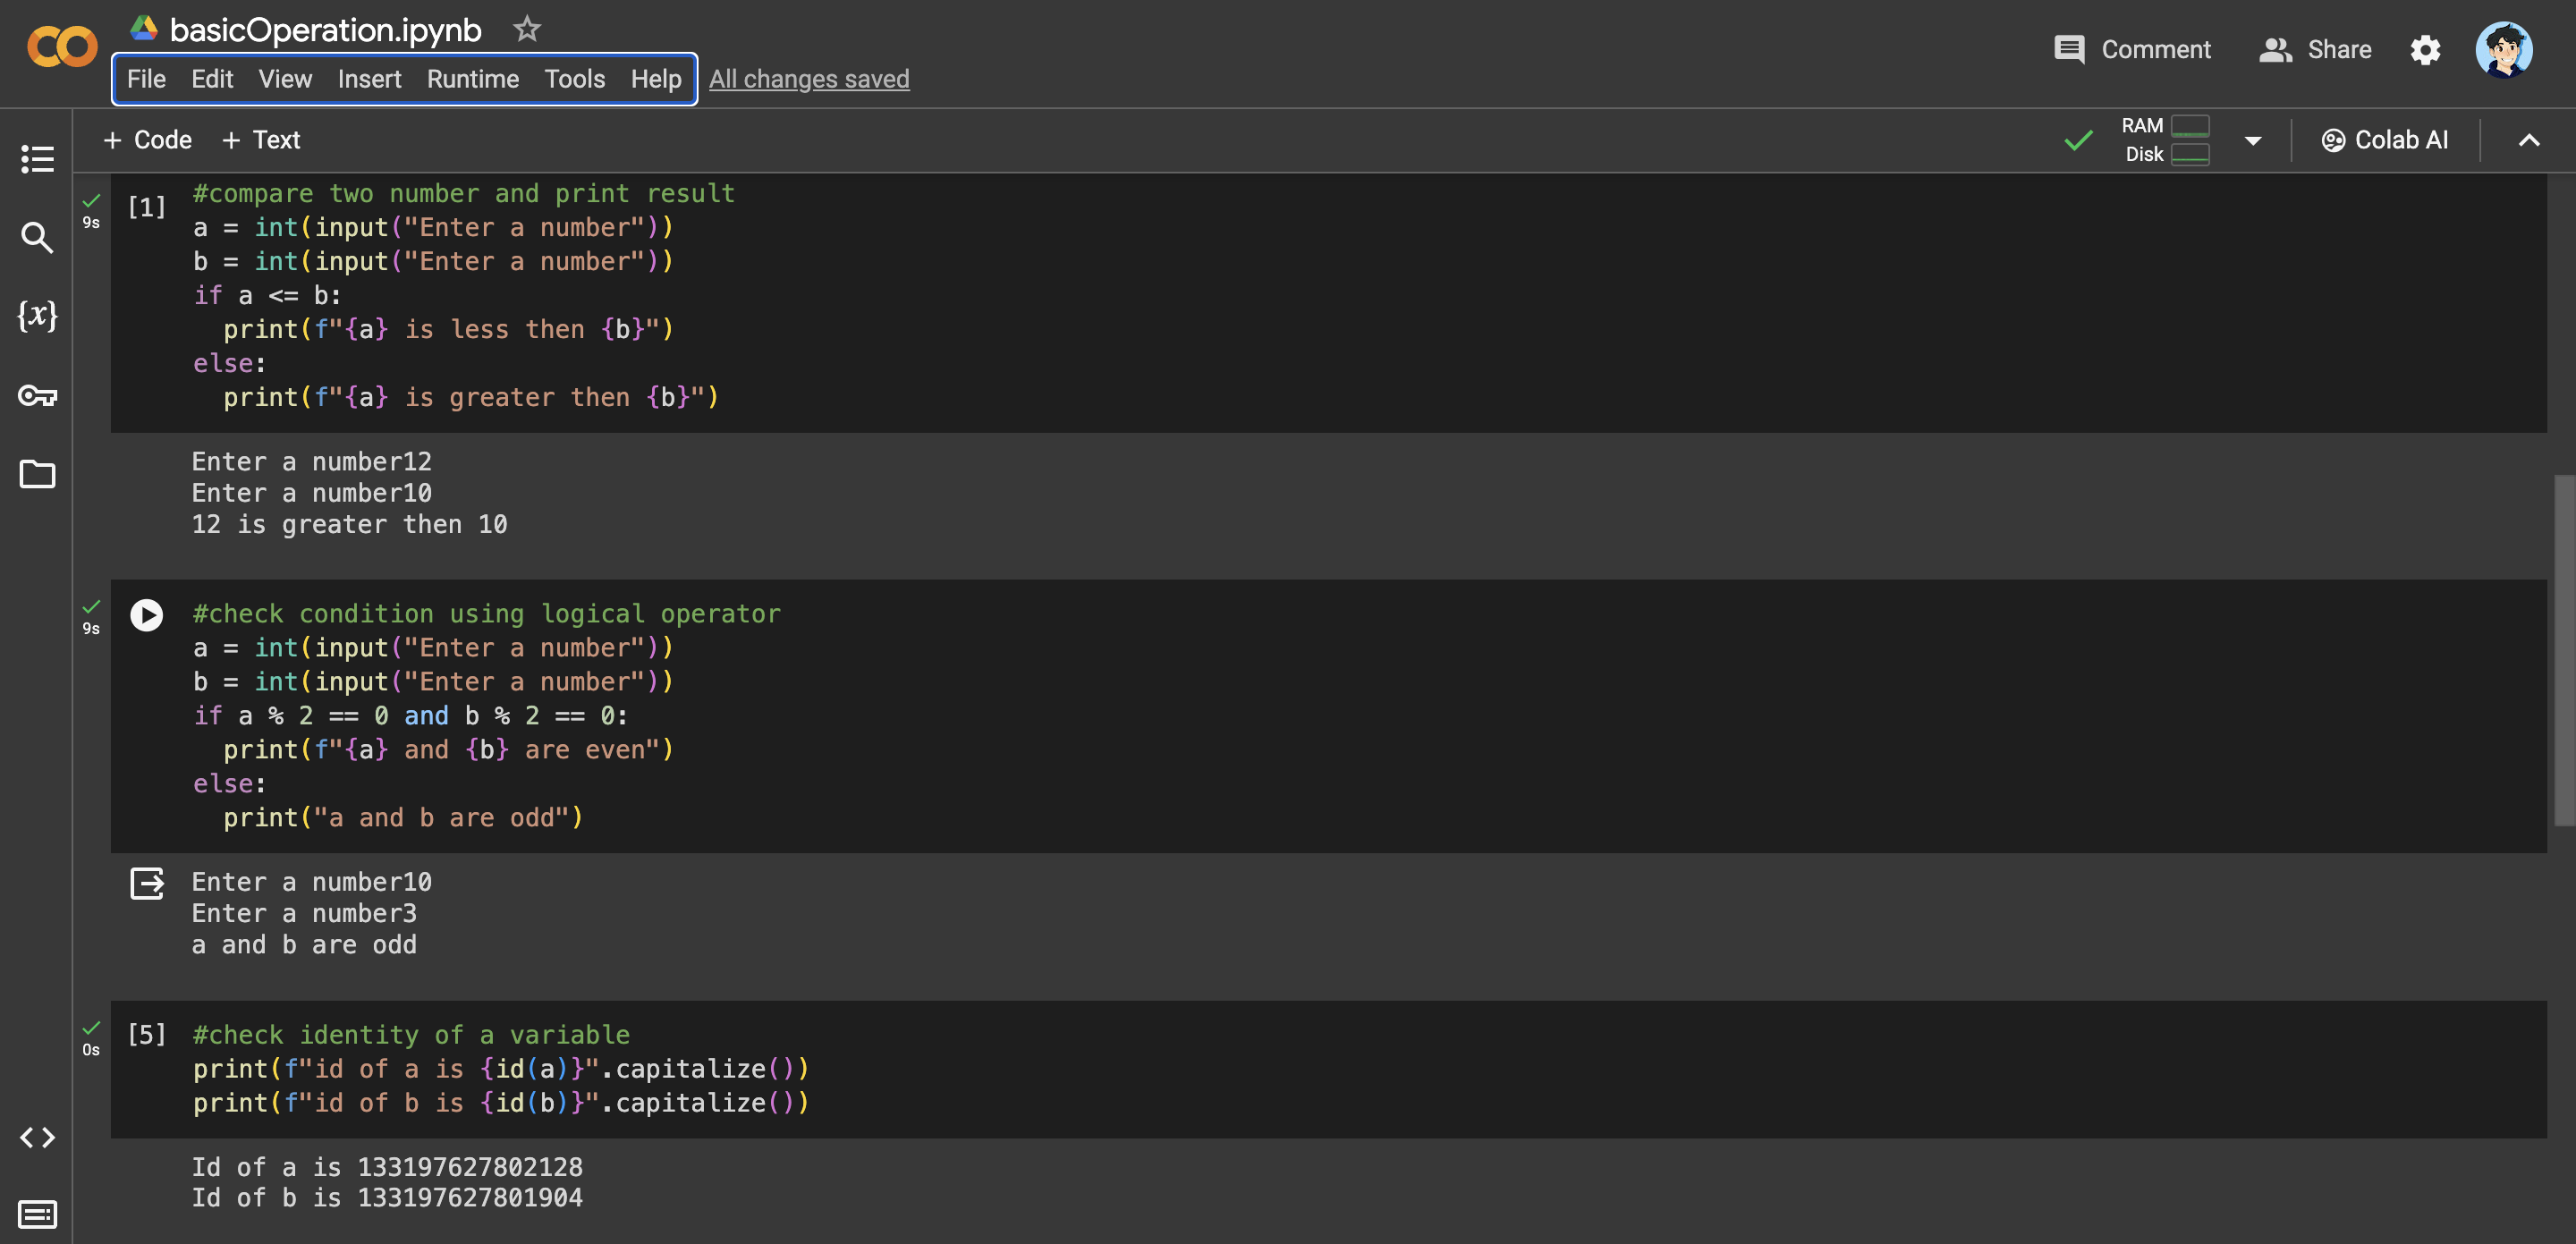 basicOperation.ipynb
File Edit View Insert Runtime Tools Help All changes saved
Comment Share
+ Code + Text
RAM
Disk
Colab AI
9s
[1]
#compare two number and print result
a = int(input("Enter a number"))
b = int(input("Enter a number"))
if a <= b:
  print(f"{a} is less then {b}")
else:
  print(f"{a} is greater then {b}")
Enter a number12
Enter a number10
12 is greater then 10
9s
#check condition using logical operator
a = int(input("Enter a number"))
b = int(input("Enter a number"))
if a % 2 == 0 and b % 2 == 0:
  print(f"{a} and {b} are even")
else:
  print("a and b are odd")
Enter a number10
Enter a number3
a and b are odd
0s
[5]
#check identity of a variable
print(f"id of a is {id(a)}".capitalize())
print(f"id of b is {id(b)}".capitalize())
Id of a is 133197627802128
Id of b is 133197627801904